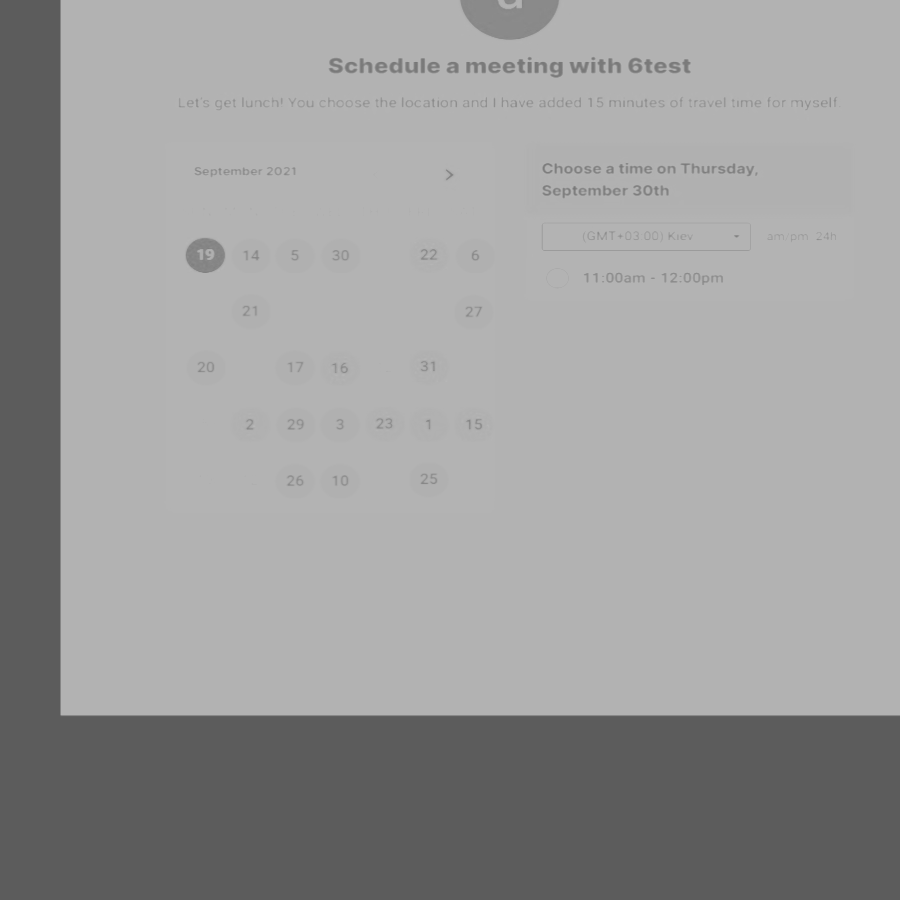 Schedule a meeting with 6test
Let's get lunch! You choose the location and I have added 15 minutes of travel time for myself
September 2021
Choose a time on Thursday,
September 30th
(GMT+03:00) Kiev am/pm 24h
19 14 5 30 22 6
11:00am - 12:00pm
21 27
20 17 16 31
2 29 3 23 1 15
26 10 25